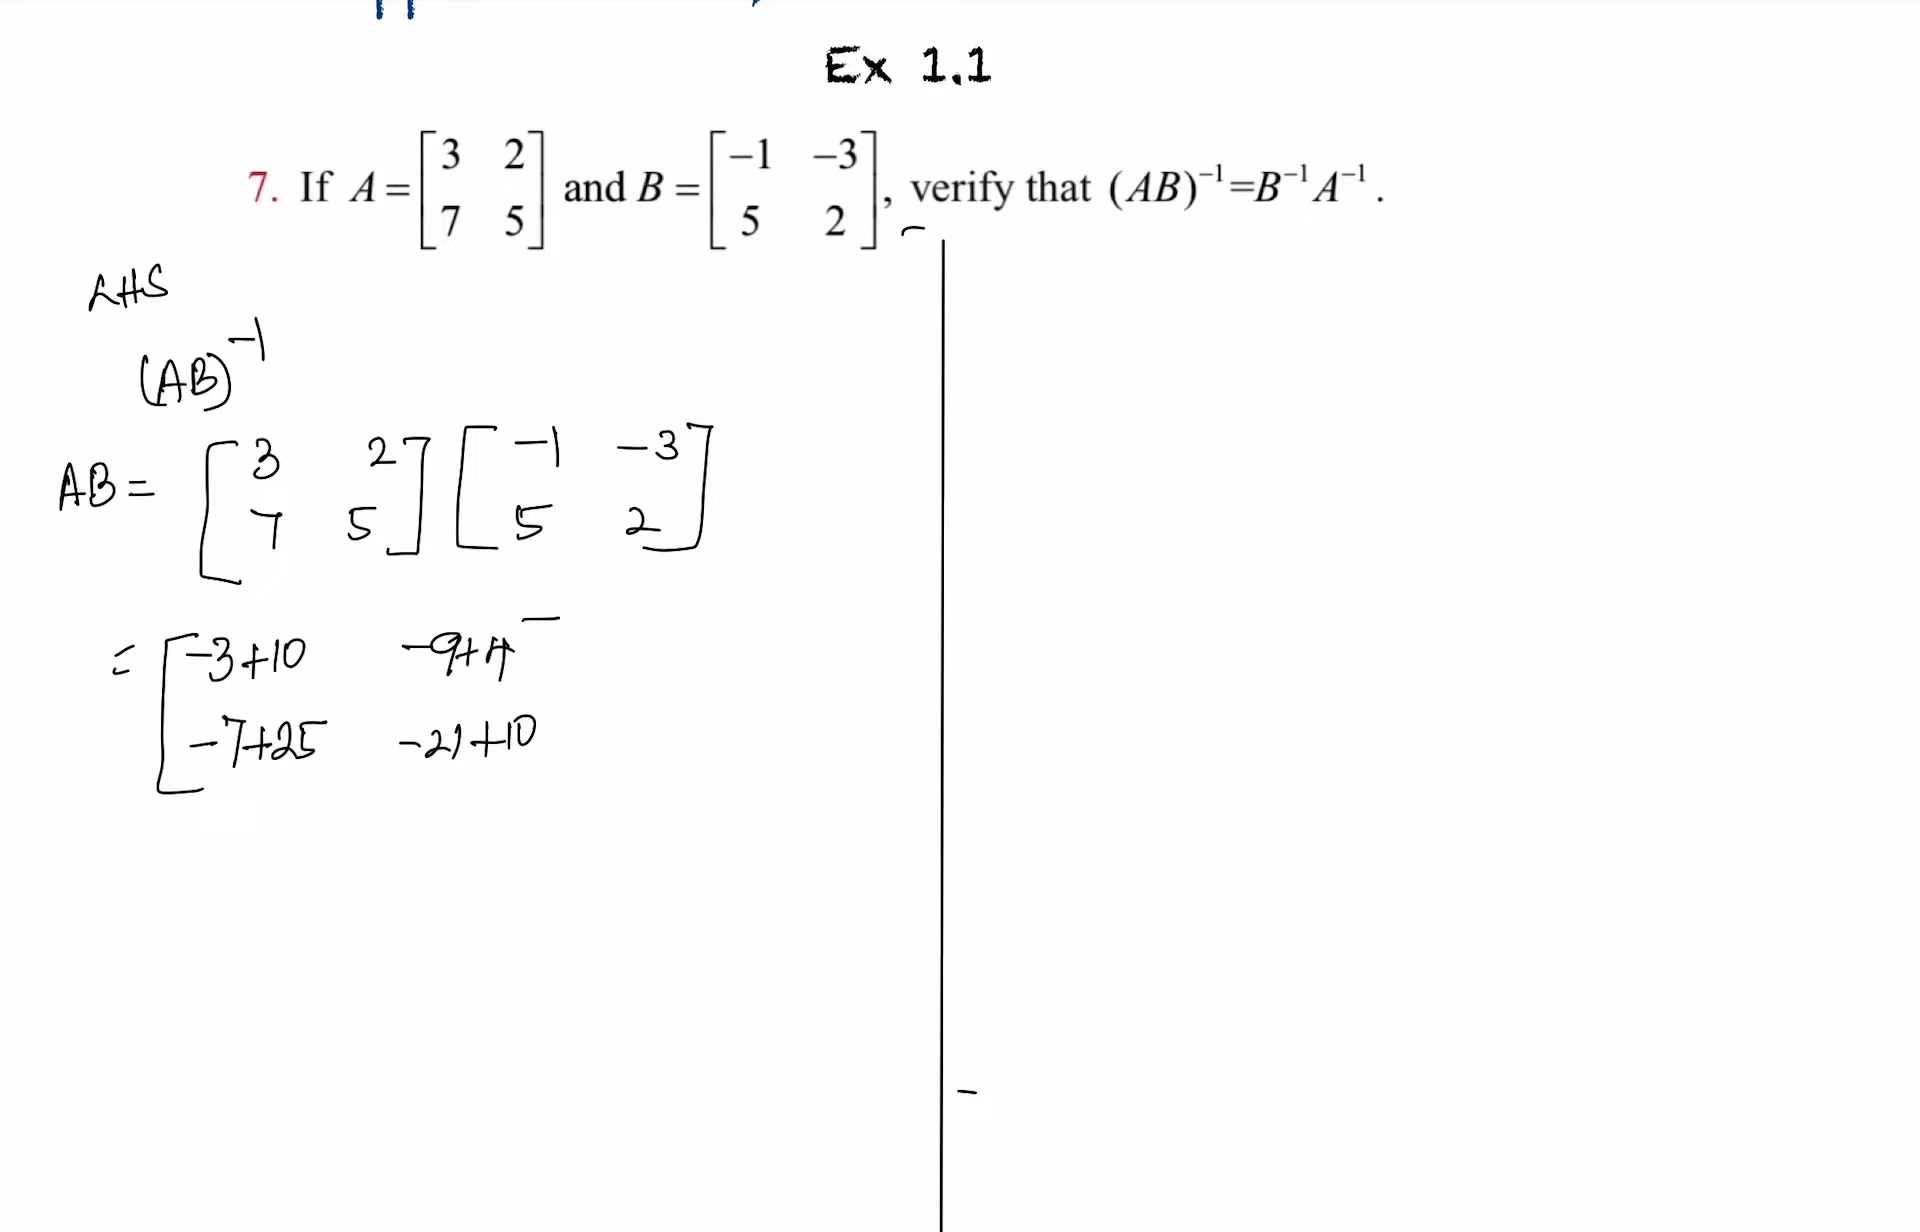 Ex 1.1
7. If A = [3 2; 7 5] and B = [−1 −3; 5 2], verify that (AB)⁻¹=B⁻¹A⁻¹.
LHS
(AB)⁻¹
AB = [3 2; 7 5] [−1 −3; 5 2]
= [−3+10 −9+4
−7+25 −21+10